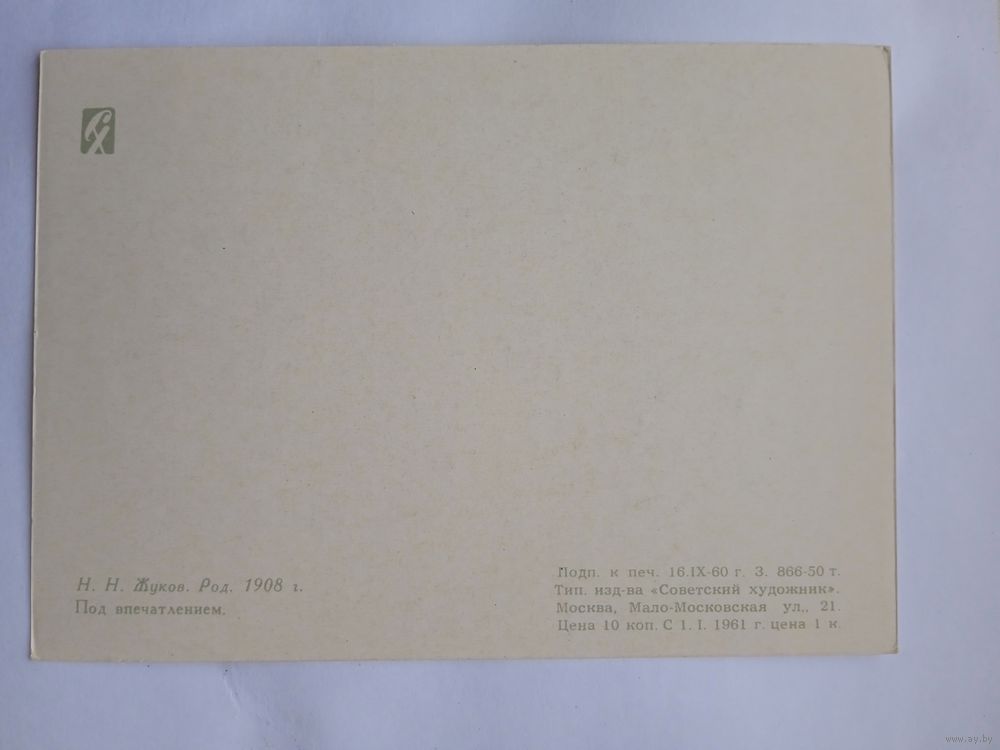 СХ
Н. Н. Жуков. Род. 1908 г.
Под впечатлением.
Подп. к печ. 16.IX-60 г. З. 866-50 т.
Тип. изд-ва «Советский художник».
Москва, Мало-Московская ул., 21.
Цена 10 коп. С 1. I. 1961 г. цена 1 к.
www.ay.by